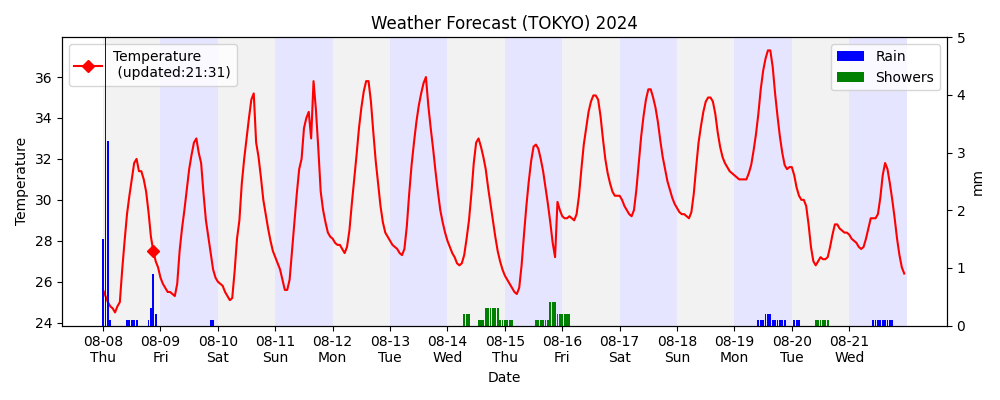 Weather Forecast (TOKYO) 2024
Temperature
(updated:21:31)
Rain
Showers
Temperature
36
34
32
30
28
26
24
5
4
3
2
1
0
mm
08-08 08-09 08-10 08-11 08-12 08-13 08-14 08-15 08-16 08-17 08-18 08-19 08-20 08-21
Thu Fri Sat Sun Mon Tue Wed Thu Fri Sat Sun Mon Tue Wed
Date